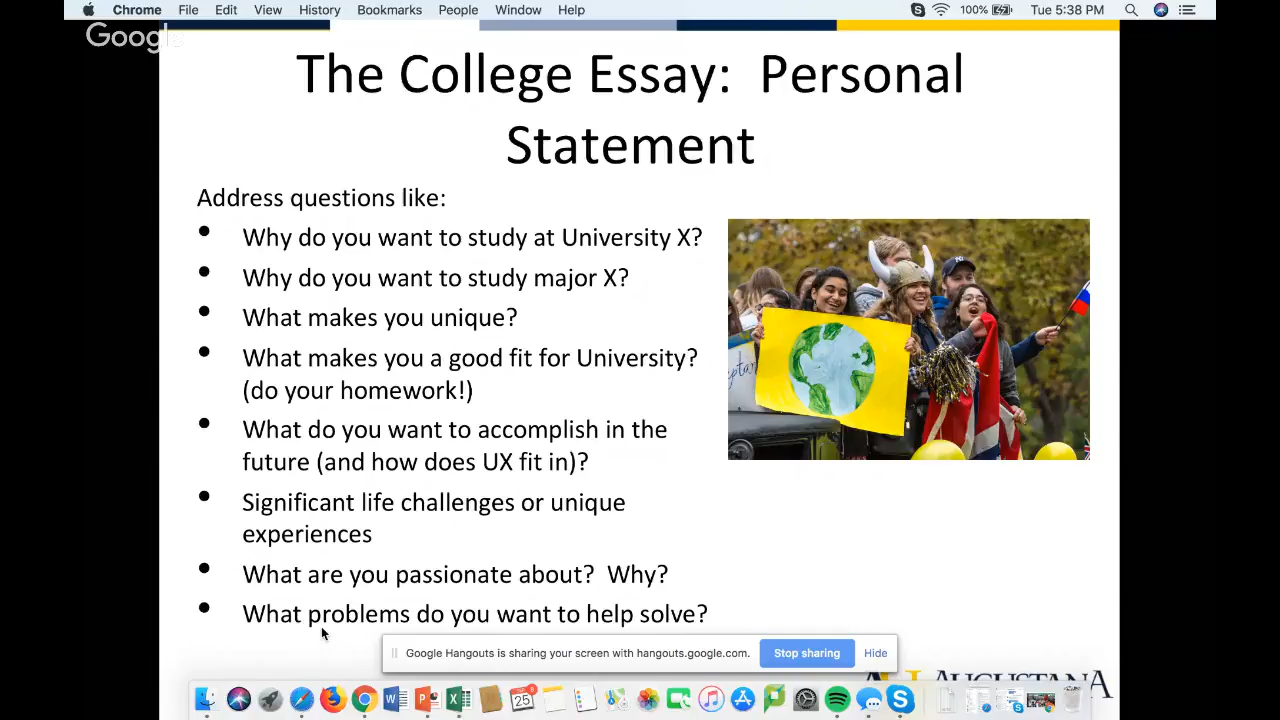 Chrome File Edit View History Bookmarks People Window Help 100% Tue 5:38 PM
Google
The College Essay: Personal
Statement
Address questions like:
• Why do you want to study at University X?
• Why do you want to study major X?
• What makes you unique?
• What makes you a good fit for University?
(do your homework!)
• What do you want to accomplish in the
future (and how does UX fit in)?
• Significant life challenges or unique
experiences
• What are you passionate about? Why?
• What problems do you want to help solve?
Google Hangouts is sharing your screen with hangouts.google.com. Stop sharing Hide
AUGUSTANA
25